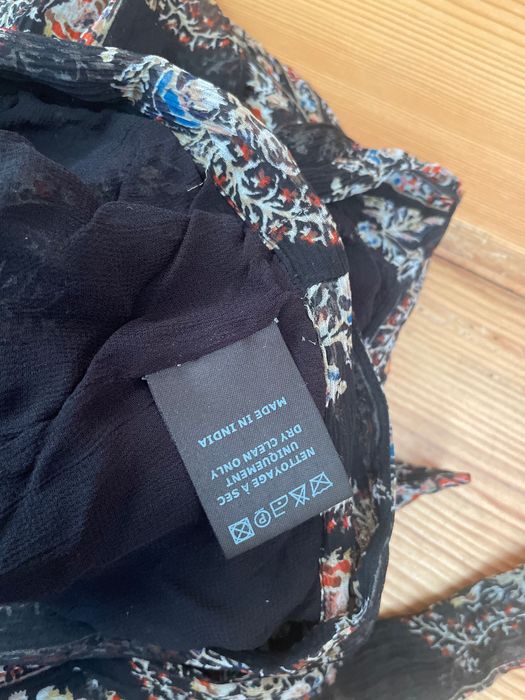 P
NETTOYAGE À SEC
UNIQUEMENT
DRY CLEAN ONLY
MADE IN INDIA